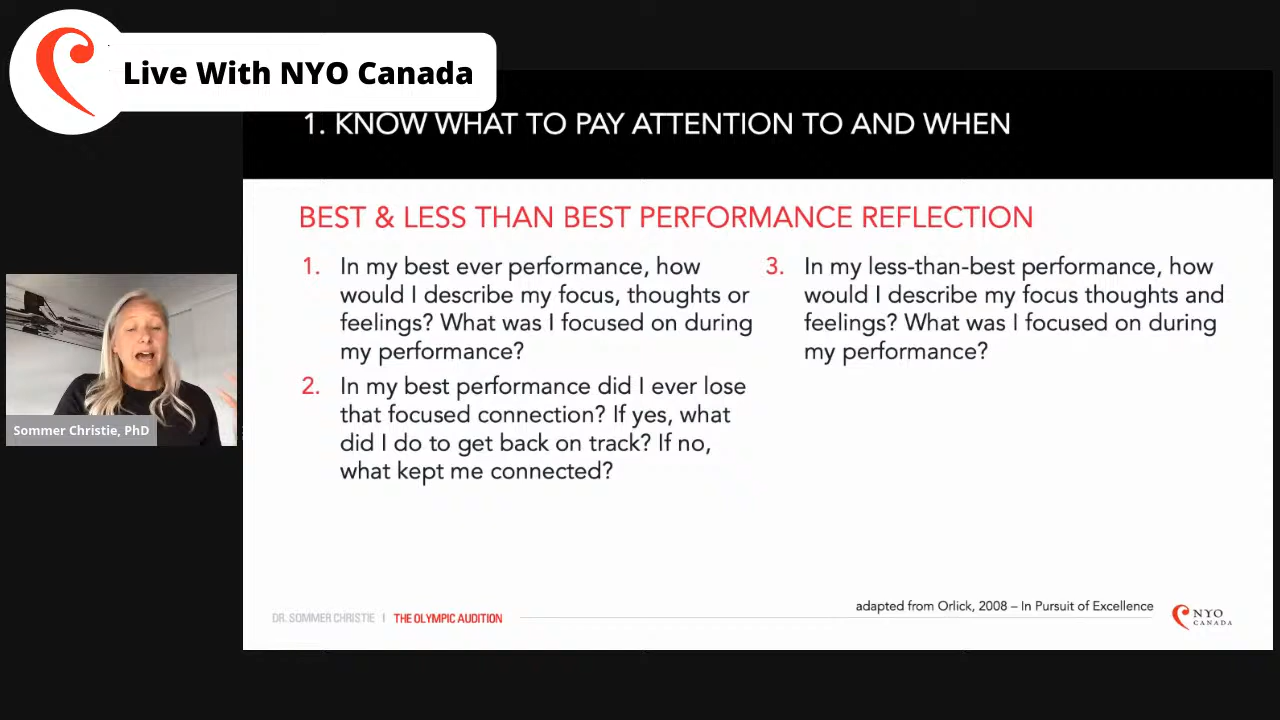 Live With NYO Canada
1. KNOW WHAT TO PAY ATTENTION TO AND WHEN
BEST & LESS THAN BEST PERFORMANCE REFLECTION
1. In my best ever performance, how
would I describe my focus, thoughts or
feelings? What was I focused on during
my performance?
2. In my best performance did I ever lose
that focused connection? If yes, what
did I do to get back on track? If no,
what kept me connected?
3. In my less-than-best performance, how
would I describe my focus thoughts and
feelings? What was I focused on during
my performance?
Sommer Christie, PhD
adapted from Orlick, 2008 – In Pursuit of Excellence
DR. SOMMER CHRISTIE | THE OLYMPIC AUDITION
NYO
CANADA